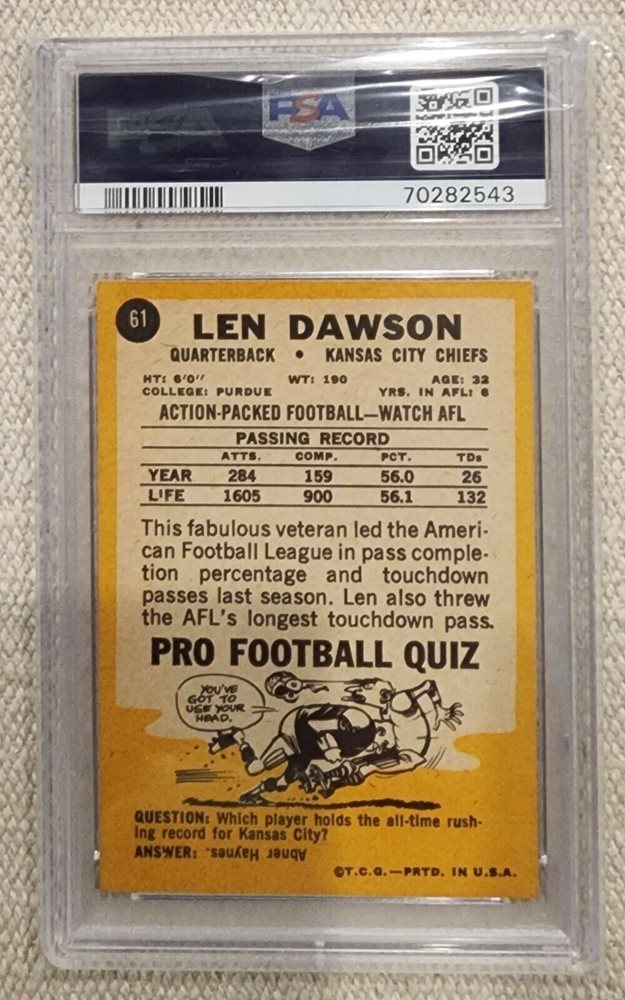 PSA
PSA
70282543
61
LEN DAWSON
QUARTERBACK • KANSAS CITY CHIEFS
HT: 6'0" WT: 190 AGE: 32
COLLEGE: PURDUE YRS. IN AFL: 6
ACTION-PACKED FOOTBALL—WATCH AFL
PASSING RECORD
ATTS. COMP. PCT. TDs
YEAR 284 159 56.0 26
LIFE 1605 900 56.1 132
This fabulous veteran led the Ameri-
can Football League in pass comple-
tion percentage and touchdown
passes last season. Len also threw
the AFL's longest touchdown pass.
PRO FOOTBALL QUIZ
YOU'VE
GOT TO
USE YOUR
HEAD.
QUESTION: Which player holds the all-time rush-
ing record for Kansas City?
ANSWER: Abner Haynes.
©T.C.G.—PRTD. IN U.S.A.